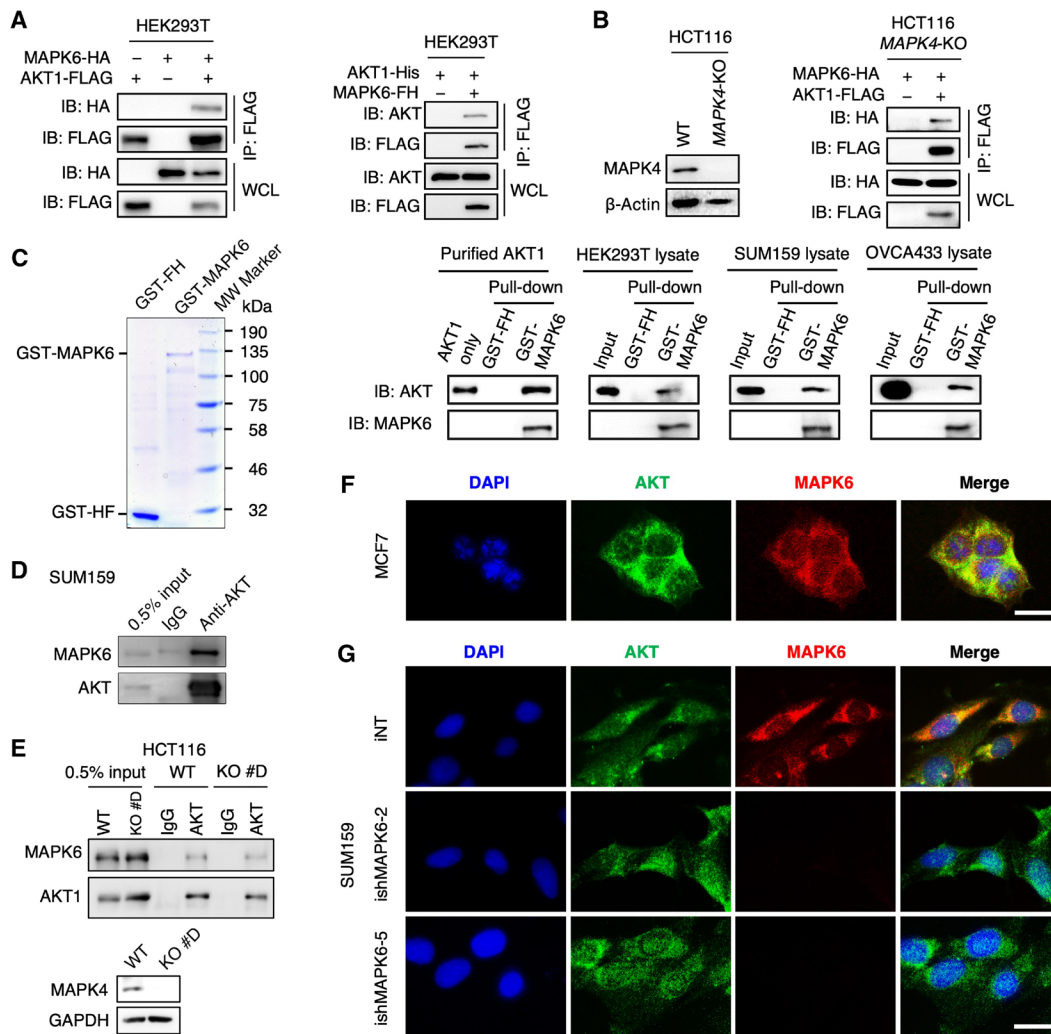 A
HEK293T
MAPK6-HA – + +
AKT1-FLAG + – +
IB: HA
IB: FLAG
IP: FLAG
IB: HA
IB: FLAG
WCL
HEK293T
AKT1-His + +
MAPK6-FH – +
IB: AKT
IB: FLAG
IP: FLAG
IB: AKT
IB: FLAG
WCL
B
HCT116
WT
MAPK4-KO
MAPK4
β-Actin
HCT116
MAPK4-KO
MAPK6-HA + +
AKT1-FLAG – +
IB: HA
IB: FLAG
IP: FLAG
IB: HA
IB: FLAG
WCL
C
GST-FH
GST-MAPK6
MW Marker
kDa
GST-MAPK6
190
135
100
75
58
46
32
GST-HF
Purified AKT1
Pull-down
AKT1 only
GST-FH
GST-MAPK6
HEK293T lysate
Pull-down
Input
GST-FH
GST-MAPK6
SUM159 lysate
Pull-down
Input
GST-FH
GST-MAPK6
OVCA433 lysate
Pull-down
Input
GST-FH
GST-MAPK6
IB: AKT
IB: MAPK6
D
SUM159
0.5% input
IgG
Anti-AKT
MAPK6
AKT
E
HCT116
0.5% input WT KO #D
WT
KO #D
IgG
AKT
IgG
AKT
MAPK6
AKT1
WT
KO #D
MAPK4
GAPDH
F
DAPI AKT MAPK6 Merge
MCF7
G
DAPI AKT MAPK6 Merge
SUM159
iNT
ishMAPK6-2
ishMAPK6-5